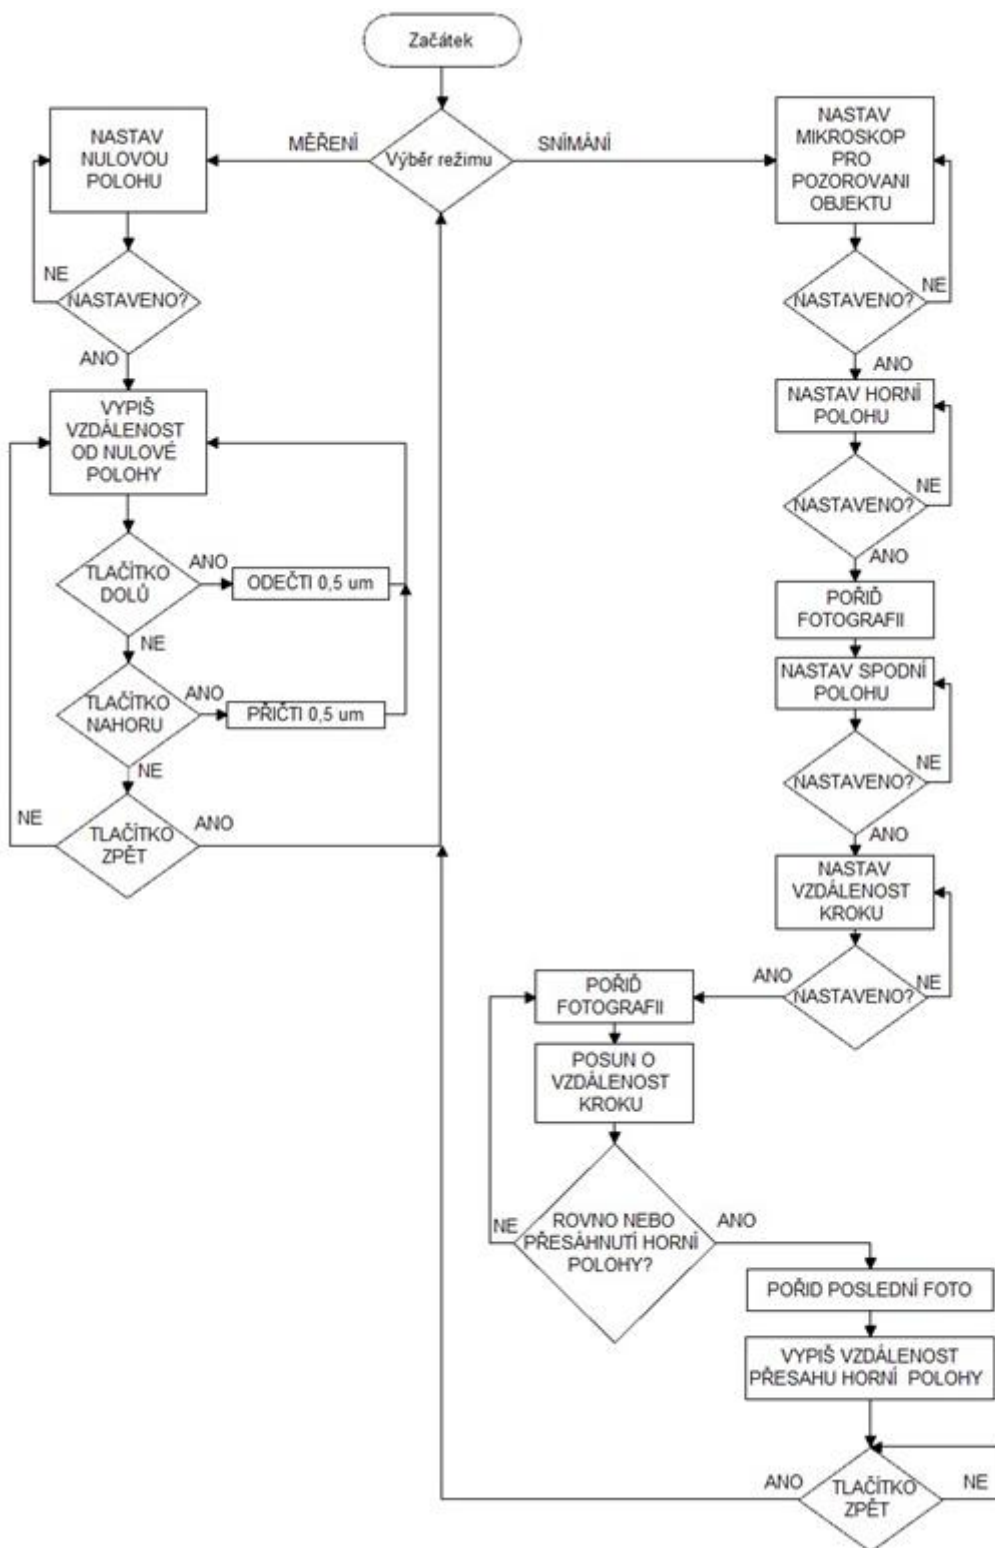 Začátek
Výběr režimu
MĚŘENÍ
SNÍMÁNÍ
NASTAV
NULOVOU
POLOHU
NE
NASTAVENO?
ANO
VYPIŠ
VZDÁLENOST
OD NULOVÉ
POLOHY
TLAČÍTKO
DOLŮ
ANO
ODEČTI 0,5 um
NE
TLAČÍTKO
NAHORU
ANO
PŘIČTI 0,5 um
NE
TLAČÍTKO
ZPĚT
NE
ANO
NASTAV
MIKROSKOP
PRO
POZOROVANI
OBJEKTU
NASTAVENO?
NE
ANO
NASTAV HORNÍ
POLOHU
NASTAVENO?
NE
ANO
POŘIĎ
FOTOGRAFII
NASTAV SPODNÍ
POLOHU
NASTAVENO?
NE
ANO
NASTAV
VZDÁLENOST
KROKU
NASTAVENO?
NE
ANO
POŘIĎ
FOTOGRAFII
POSUN O
VZDÁLENOST
KROKU
ROVNO NEBO
PŘESÁHNUTÍ HORNÍ
POLOHY?
NE
ANO
POŘID POSLEDNÍ FOTO
VYPIŠ VZDÁLENOST
PŘESAHU HORNÍ POLOHY
TLAČÍTKO
ZPĚT
ANO
NE